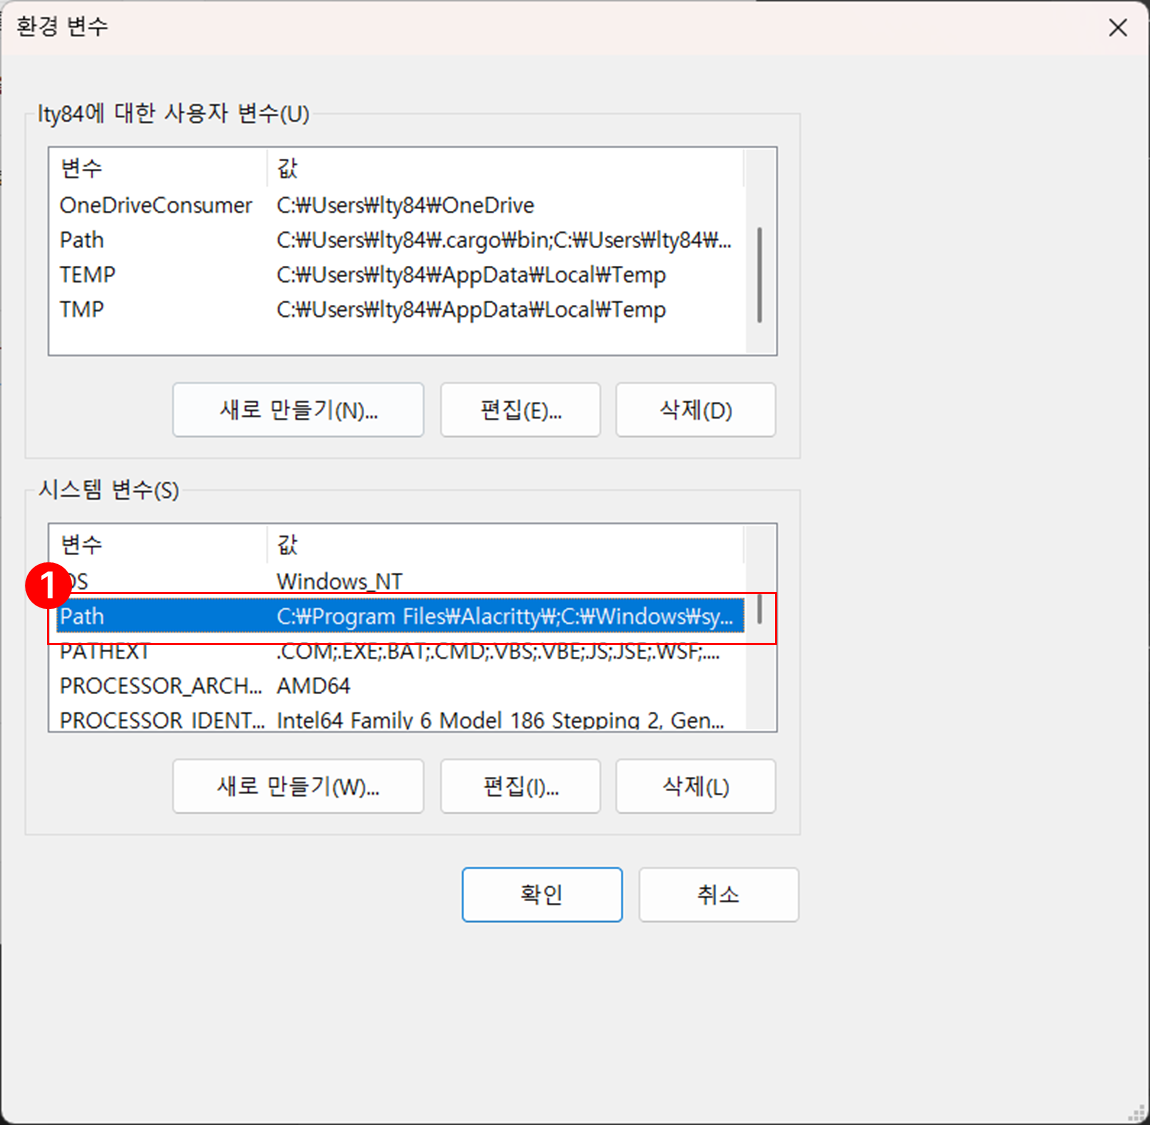 환경 변수
lty84에 대한 사용자 변수(U)
변수 값
OneDriveConsumer C:₩Users₩lty84₩OneDrive
Path C:₩Users₩lty84₩.cargo₩bin;C:₩Users₩lty84₩...
TEMP C:₩Users₩lty84₩AppData₩Local₩Temp
TMP C:₩Users₩lty84₩AppData₩Local₩Temp
새로 만들기(N)... 편집(E)... 삭제(D)
시스템 변수(S)
변수 값
1
OS Windows_NT
Path C:₩Program Files₩Alacritty₩;C:₩Windows₩sy...
PATHEXT .COM;.EXE;.BAT;.CMD;.VBS;.VBE;.JS;.JSE;.WSF;....
PROCESSOR_ARCH... AMD64
PROCESSOR_IDENT... Intel64 Family 6 Model 186 Stepping 2, Gen...
새로 만들기(W)... 편집(I)... 삭제(L)
확인 취소